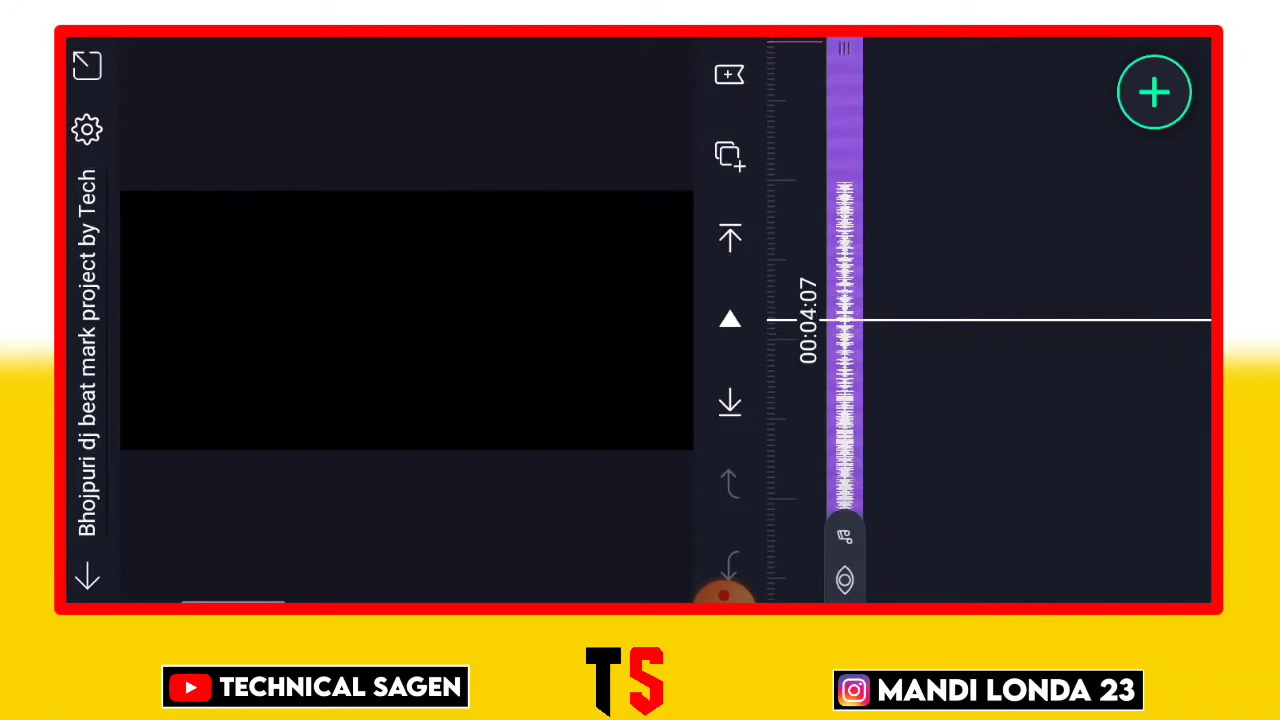 Bhojpuri dj beat mark project by Tech
00:04:07
TECHNICAL SAGEN
TS
MANDI LONDA 23